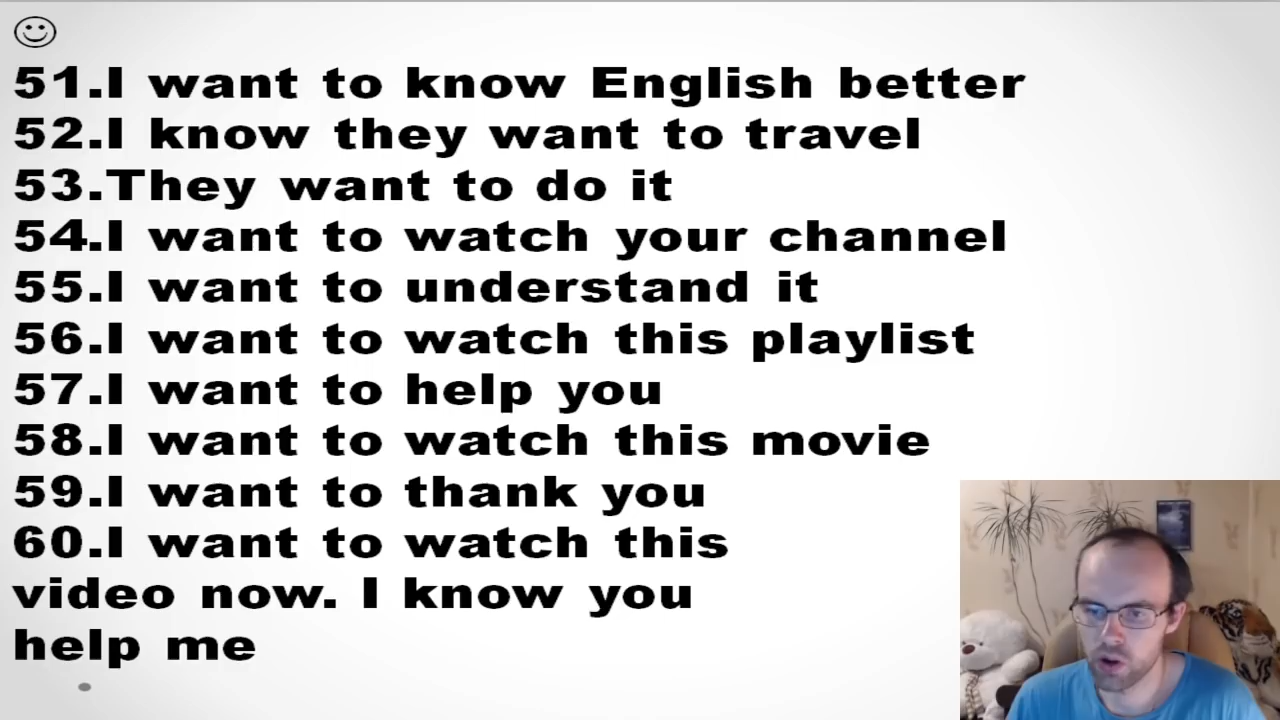 51.I want to know English better
52.I know they want to travel
53.They want to do it
54.I want to watch your channel
55.I want to understand it
56.I want to watch this playlist
57.I want to help you
58.I want to watch this movie
59.I want to thank you
60.I want to watch this
video now. I know you
help me